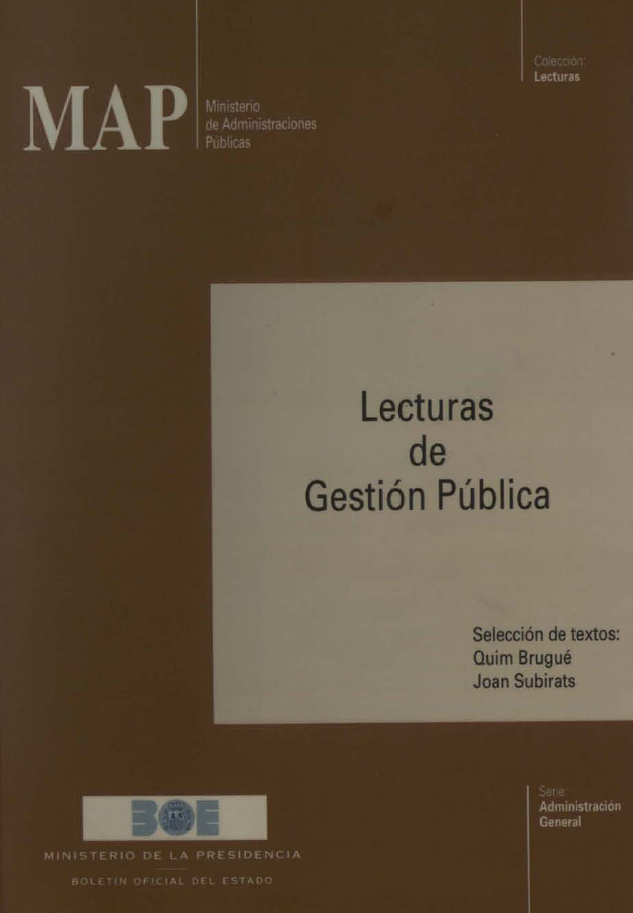 Colección:
Lecturas
MAP
Ministerio
de Administraciones
Públicas
Lecturas
de
Gestión Pública
Selección de textos:
Quim Brugué
Joan Subirats
BOE
MINISTERIO DE LA PRESIDENCIA
BOLETIN OFICIAL DEL ESTADO
Serie:
Administración
General